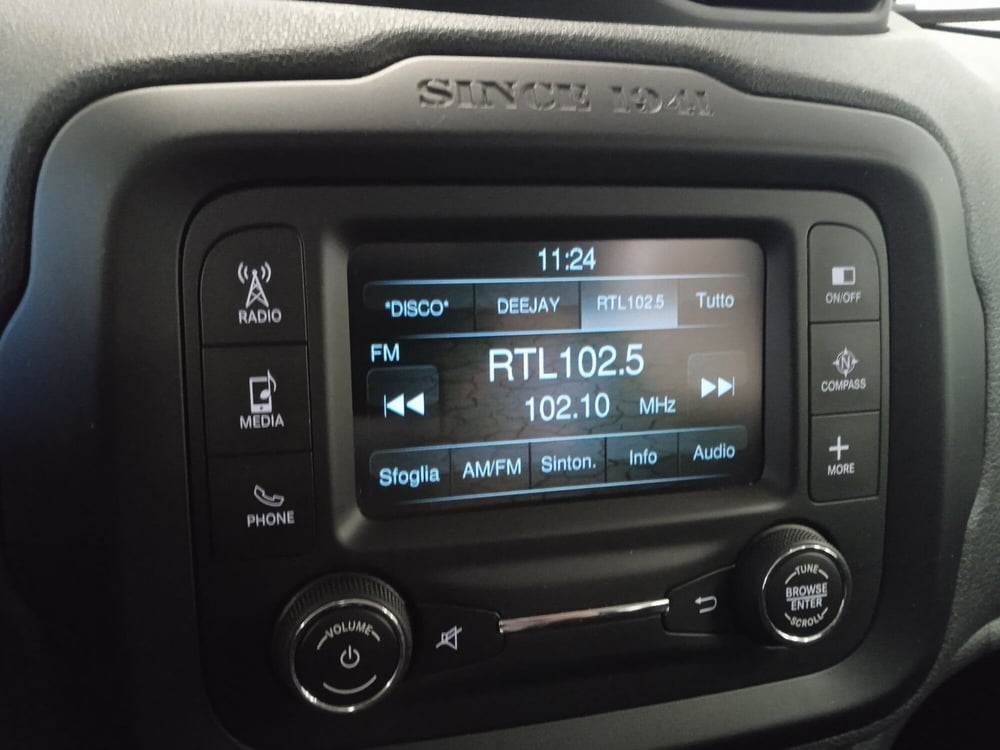 SINCE 1941
11:24
*DISCO* DEEJAY RTL102.5 Tutto
FM
RTL102.5
102.10 MHz
Sfoglia AM/FM Sinton. Info Audio
RADIO
MEDIA
PHONE
ON/OFF
N
COMPASS
MORE
VOLUME
TUNE
BROWSE
ENTER
SCROLL